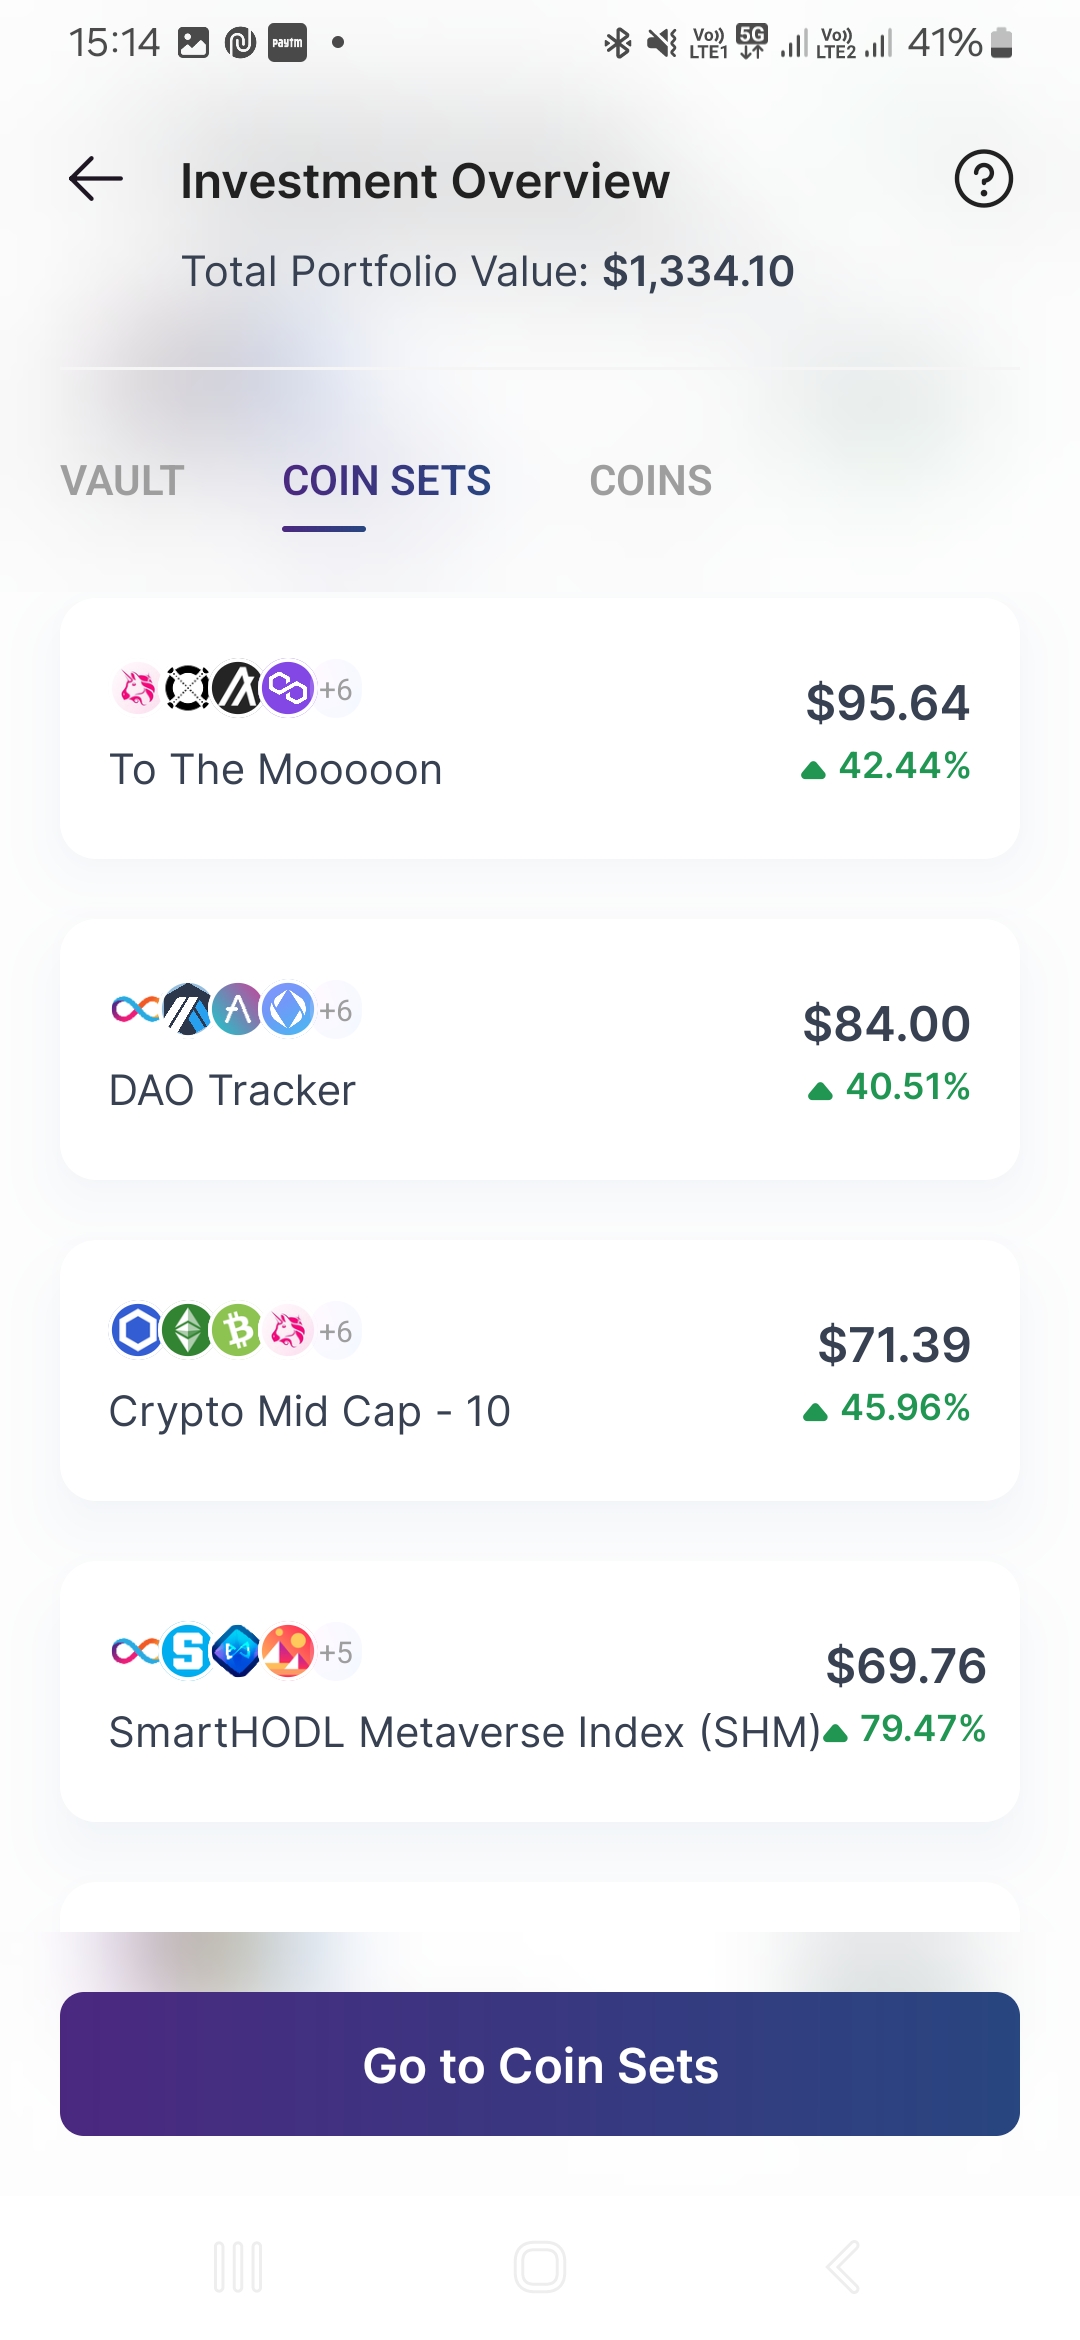 15:14 paytm Vo)) LTE1 5G Vo)) LTE2 41%
Investment Overview
Total Portfolio Value: $1,334.10
VAULT COIN SETS COINS
+6
$95.64
To The Mooooon
42.44%
+6
$84.00
DAO Tracker
40.51%
+6
$71.39
Crypto Mid Cap - 10
45.96%
+5
$69.76
SmartHODL Metaverse Index (SHM)
79.47%
Go to Coin Sets